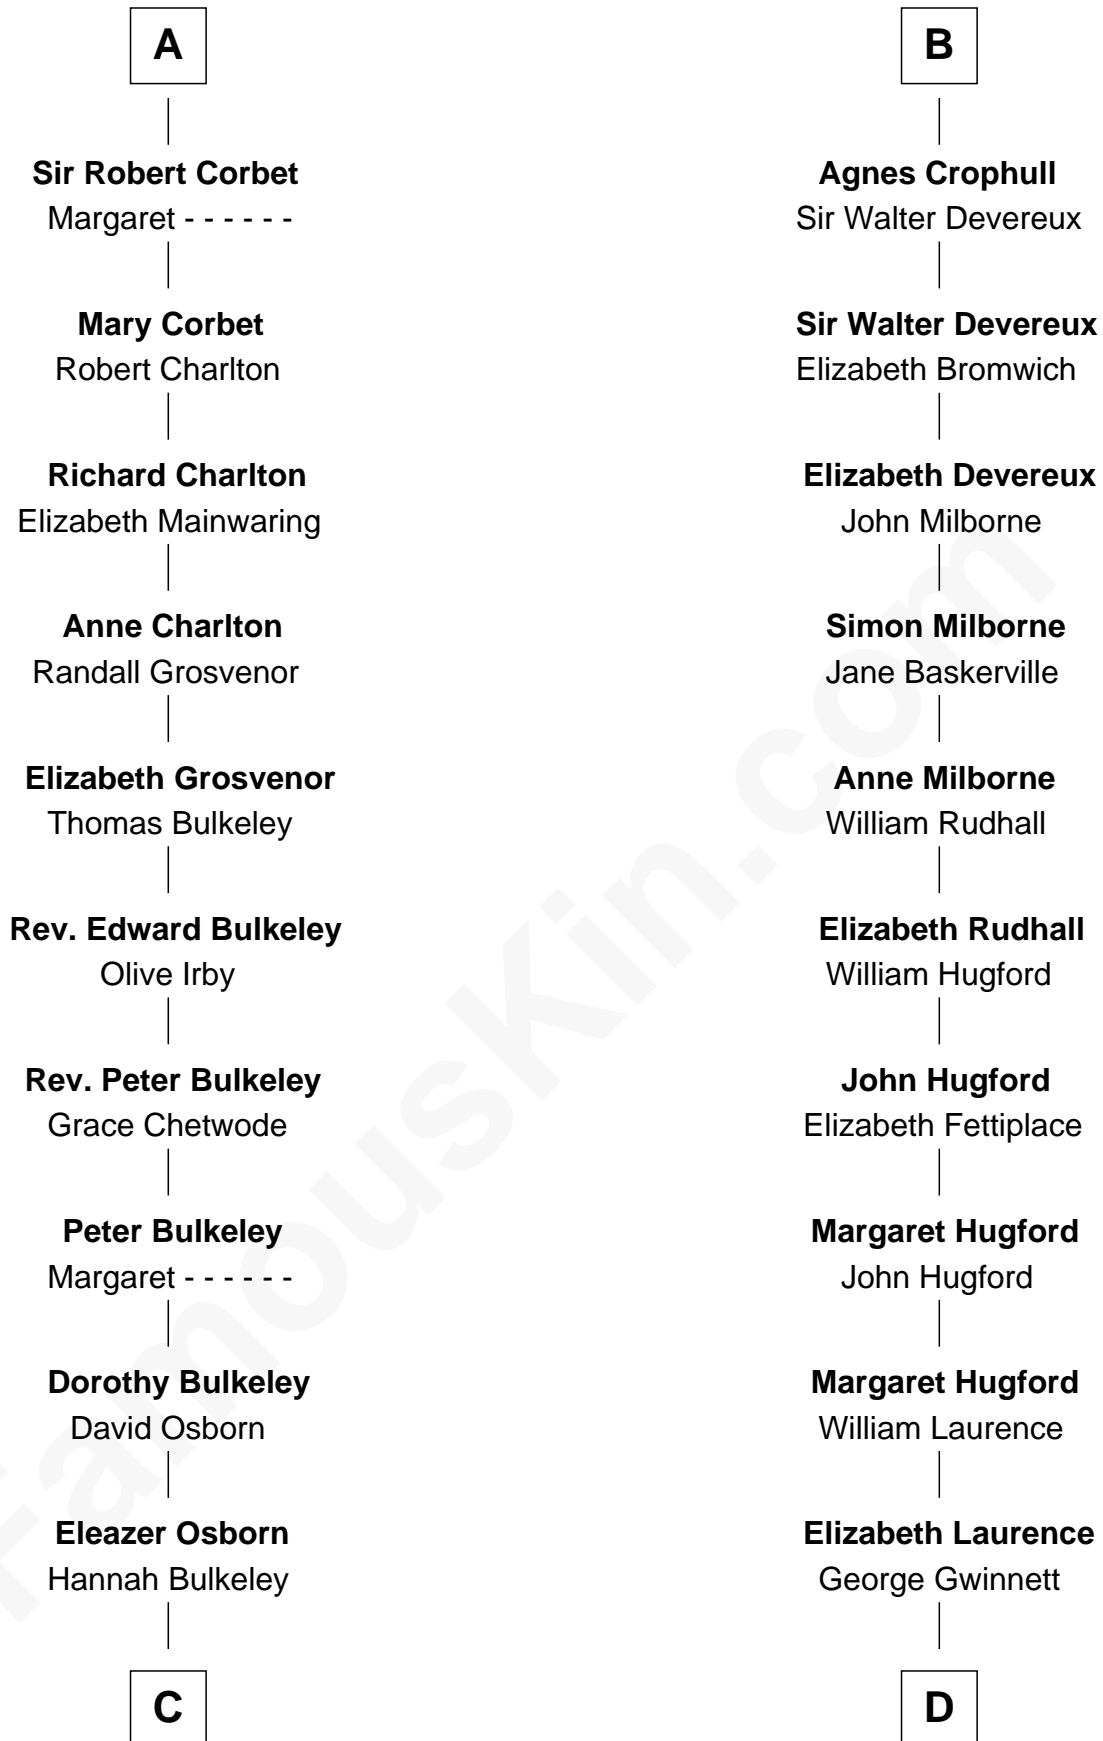 A
Sir Robert Corbet
Margaret - - - - - -
Mary Corbet
Robert Charlton
Richard Charlton
Elizabeth Mainwaring
Anne Charlton
Randall Grosvenor
Elizabeth Grosvenor
Thomas Bulkeley
Rev. Edward Bulkeley
Olive Irby
Rev. Peter Bulkeley
Grace Chetwode
Peter Bulkeley
Margaret - - - - - -
Dorothy Bulkeley
David Osborn
Eleazer Osborn
Hannah Bulkeley
C
B
Agnes Crophull
Sir Walter Devereux
Sir Walter Devereux
Elizabeth Bromwich
Elizabeth Devereux
John Milborne
Simon Milborne
Jane Baskerville
Anne Milborne
William Rudhall
Elizabeth Rudhall
William Hugford
John Hugford
Elizabeth Fettiplace
Margaret Hugford
John Hugford
Margaret Hugford
William Laurence
Elizabeth Laurence
George Gwinnett
D
FamousKin.com